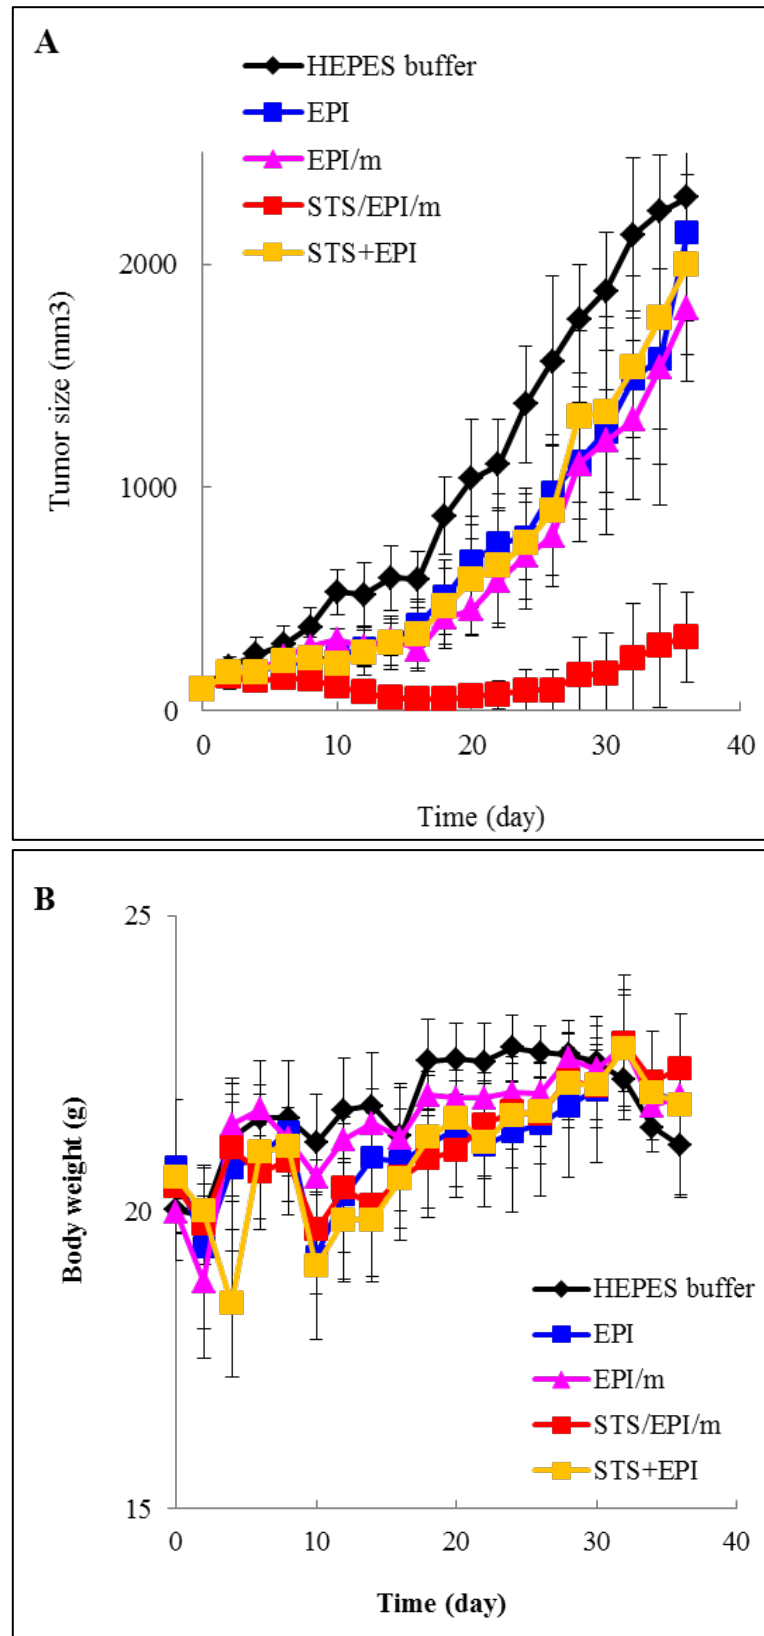 A
HEPES buffer
EPI
EPI/m
STS/EPI/m
STS+EPI
2000
1000
0
Tumor size (mm3)
0 10 20 30 40
Time (day)
B
25
20
15
Body weight (g)
HEPES buffer
EPI
EPI/m
STS/EPI/m
STS+EPI
0 10 20 30 40
Time (day)